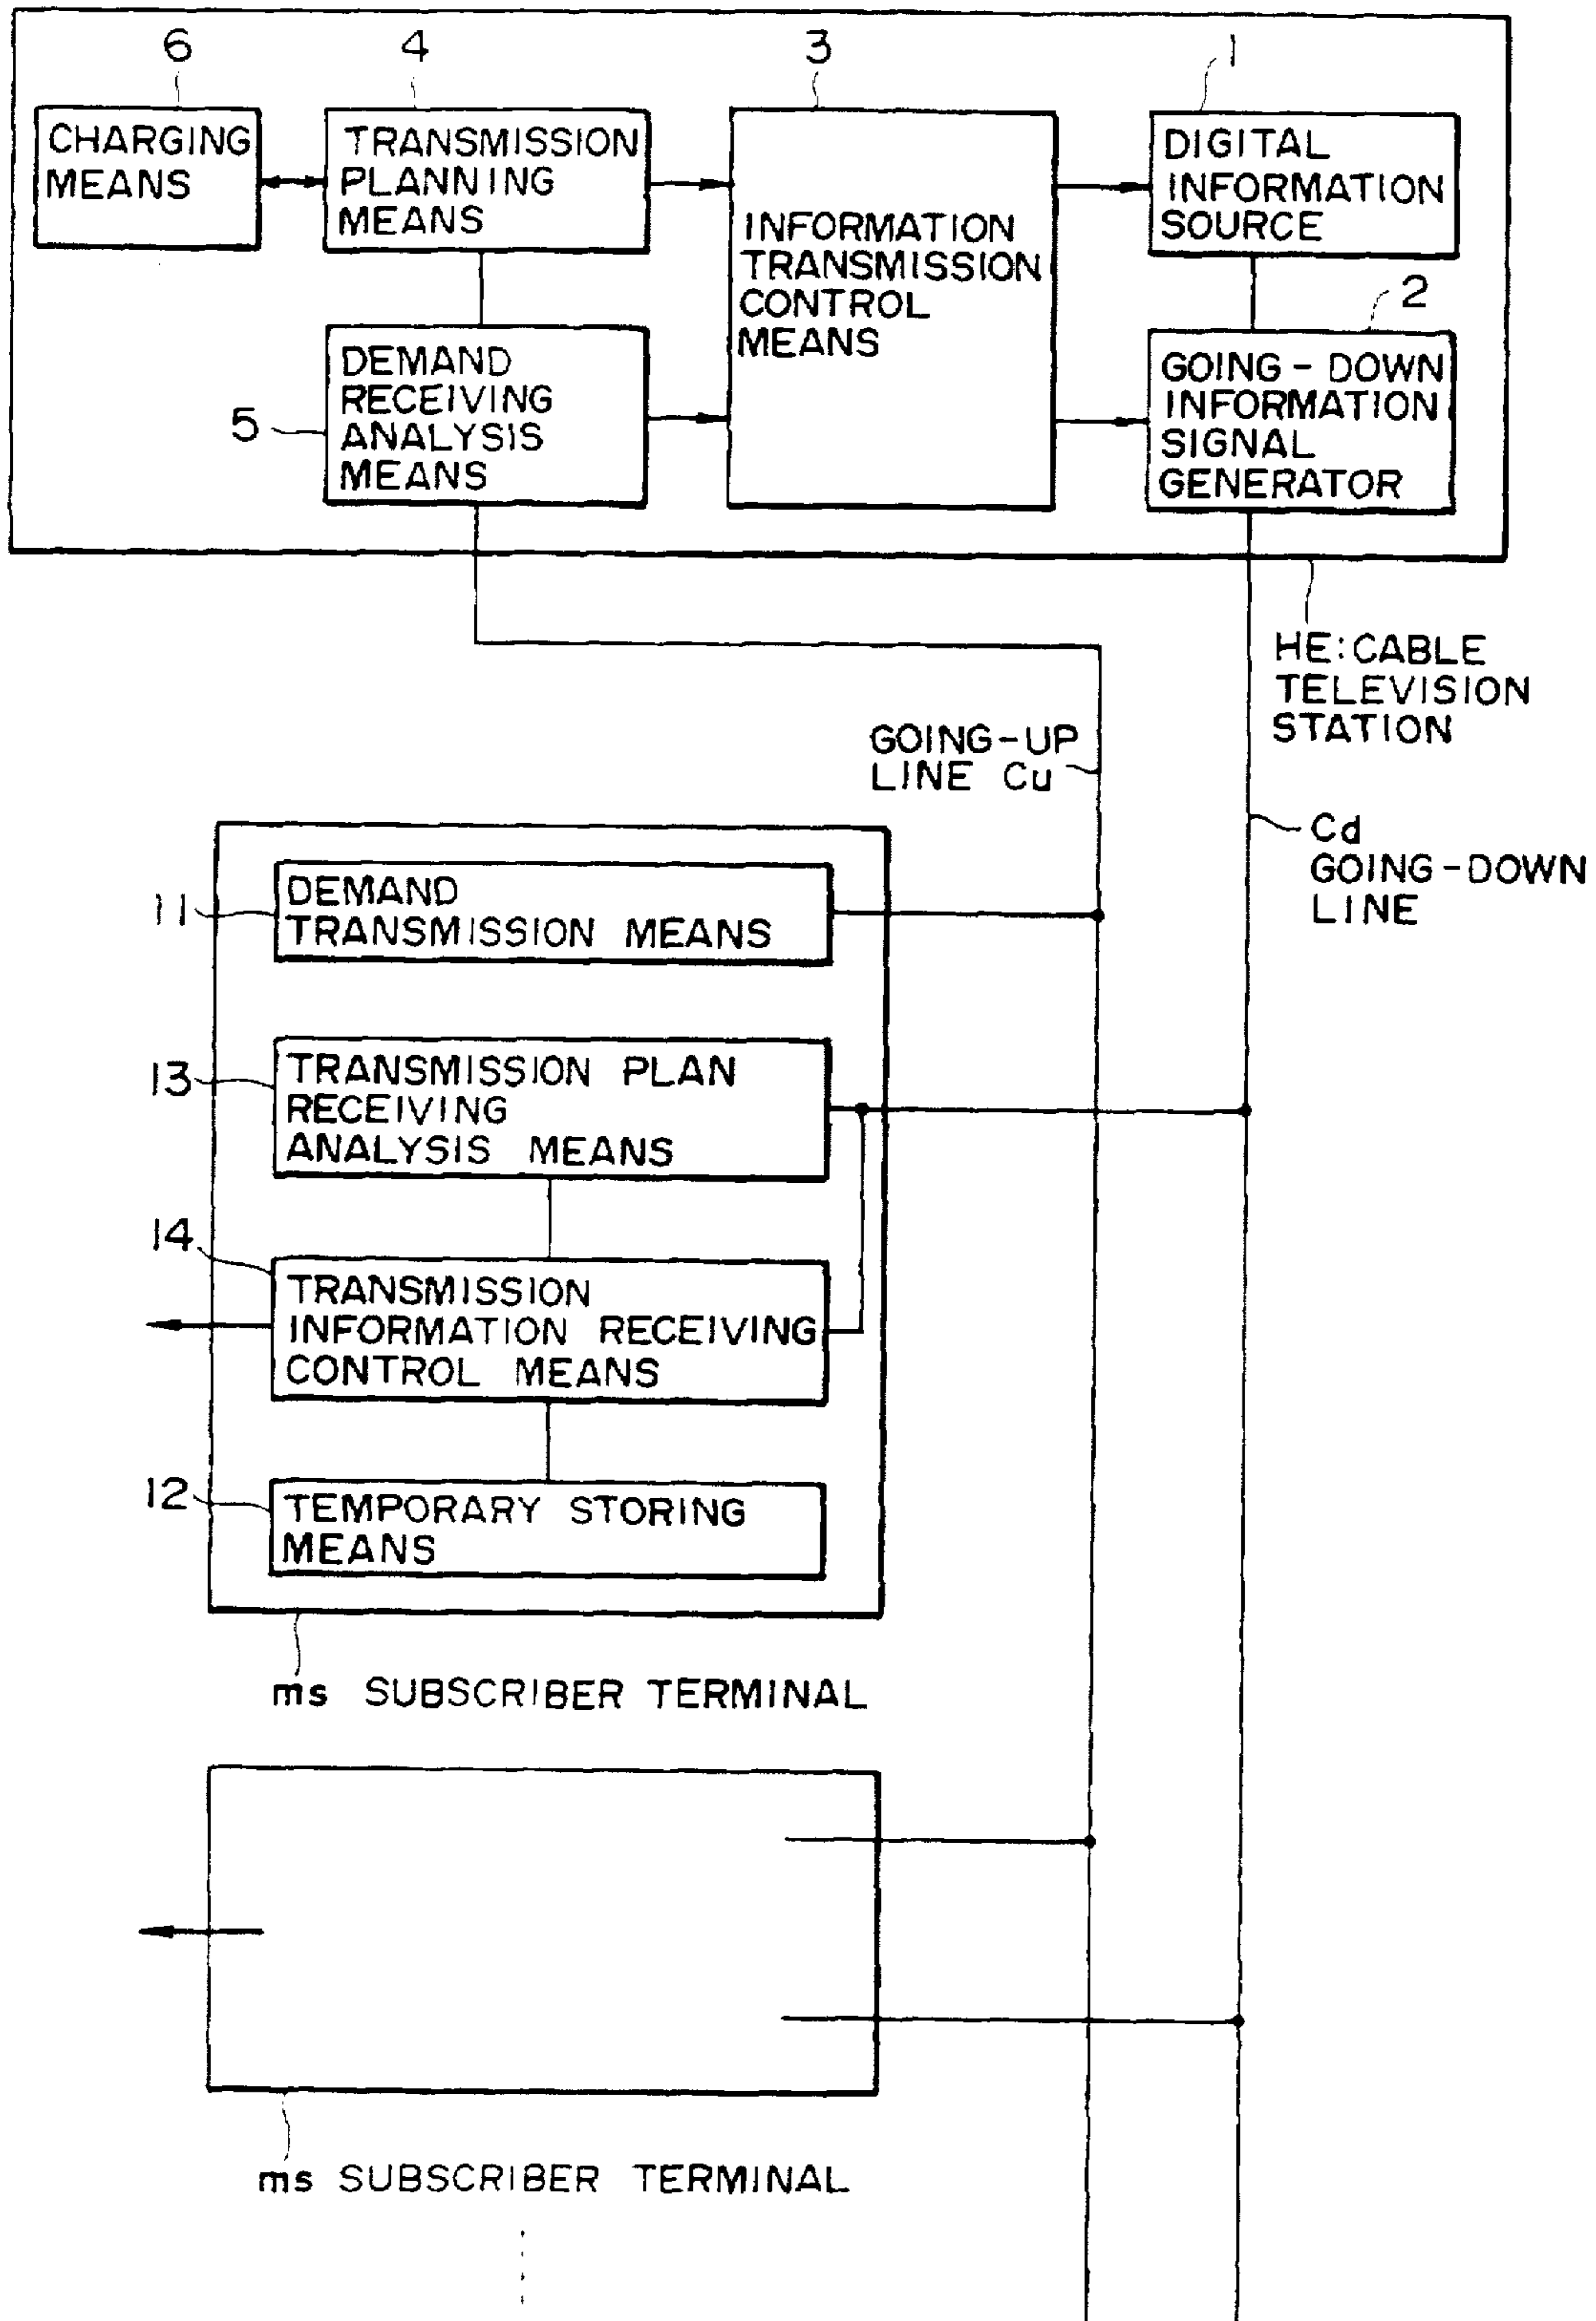 6
4
3
1
CHARGING
MEANS
TRANSMISSION
PLANNING
MEANS
INFORMATION
TRANSMISSION
CONTROL
MEANS
DIGITAL
INFORMATION
SOURCE
2
5
DEMAND
RECEIVING
ANALYSIS
MEANS
GOING-DOWN
INFORMATION
SIGNAL
GENERATOR
HE:CABLE
TELEVISION
STATION
GOING-UP
LINE Cu
Cd
GOING-DOWN
LINE
11
DEMAND
TRANSMISSION MEANS
13
TRANSMISSION PLAN
RECEIVING
ANALYSIS MEANS
14
TRANSMISSION
INFORMATION RECEIVING
CONTROL MEANS
12
TEMPORARY STORING
MEANS
ms SUBSCRIBER TERMINAL
ms SUBSCRIBER TERMINAL